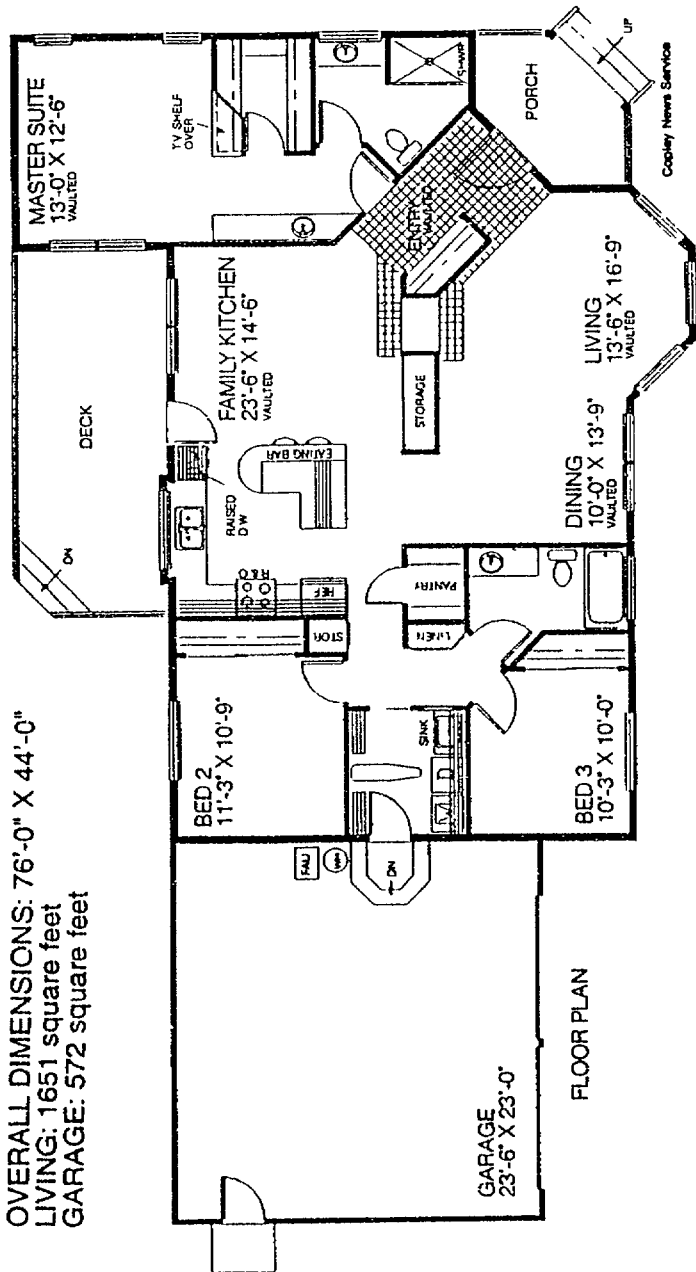 OVERALL DIMENSIONS: 76'-0" X 44'-0"
LIVING: 1651 square feet
GARAGE: 572 square feet
MASTER SUITE
13'-0" X 12'-6"
VAULTED
TV SHELF
OVER
SHWR
PORCH
UP
Copley News Service
ENTRY
VAULTED
DECK
DN
FAMILY KITCHEN
23'-6" X 14'-6"
VAULTED
EATING BAR
RAISED
DW
R&O
REF
STORAGE
LIVING
13'-6" X 16'-9"
VAULTED
DINING
10'-0" X 13'-9"
VAULTED
PANTRY
LINEN
STOR
BED 2
11'-3" X 10'-9"
SINK
D
W
BED 3
10'-3" X 10'-0"
FAU
WH
DN
GARAGE
23'-6" X 23'-0"
FLOOR PLAN